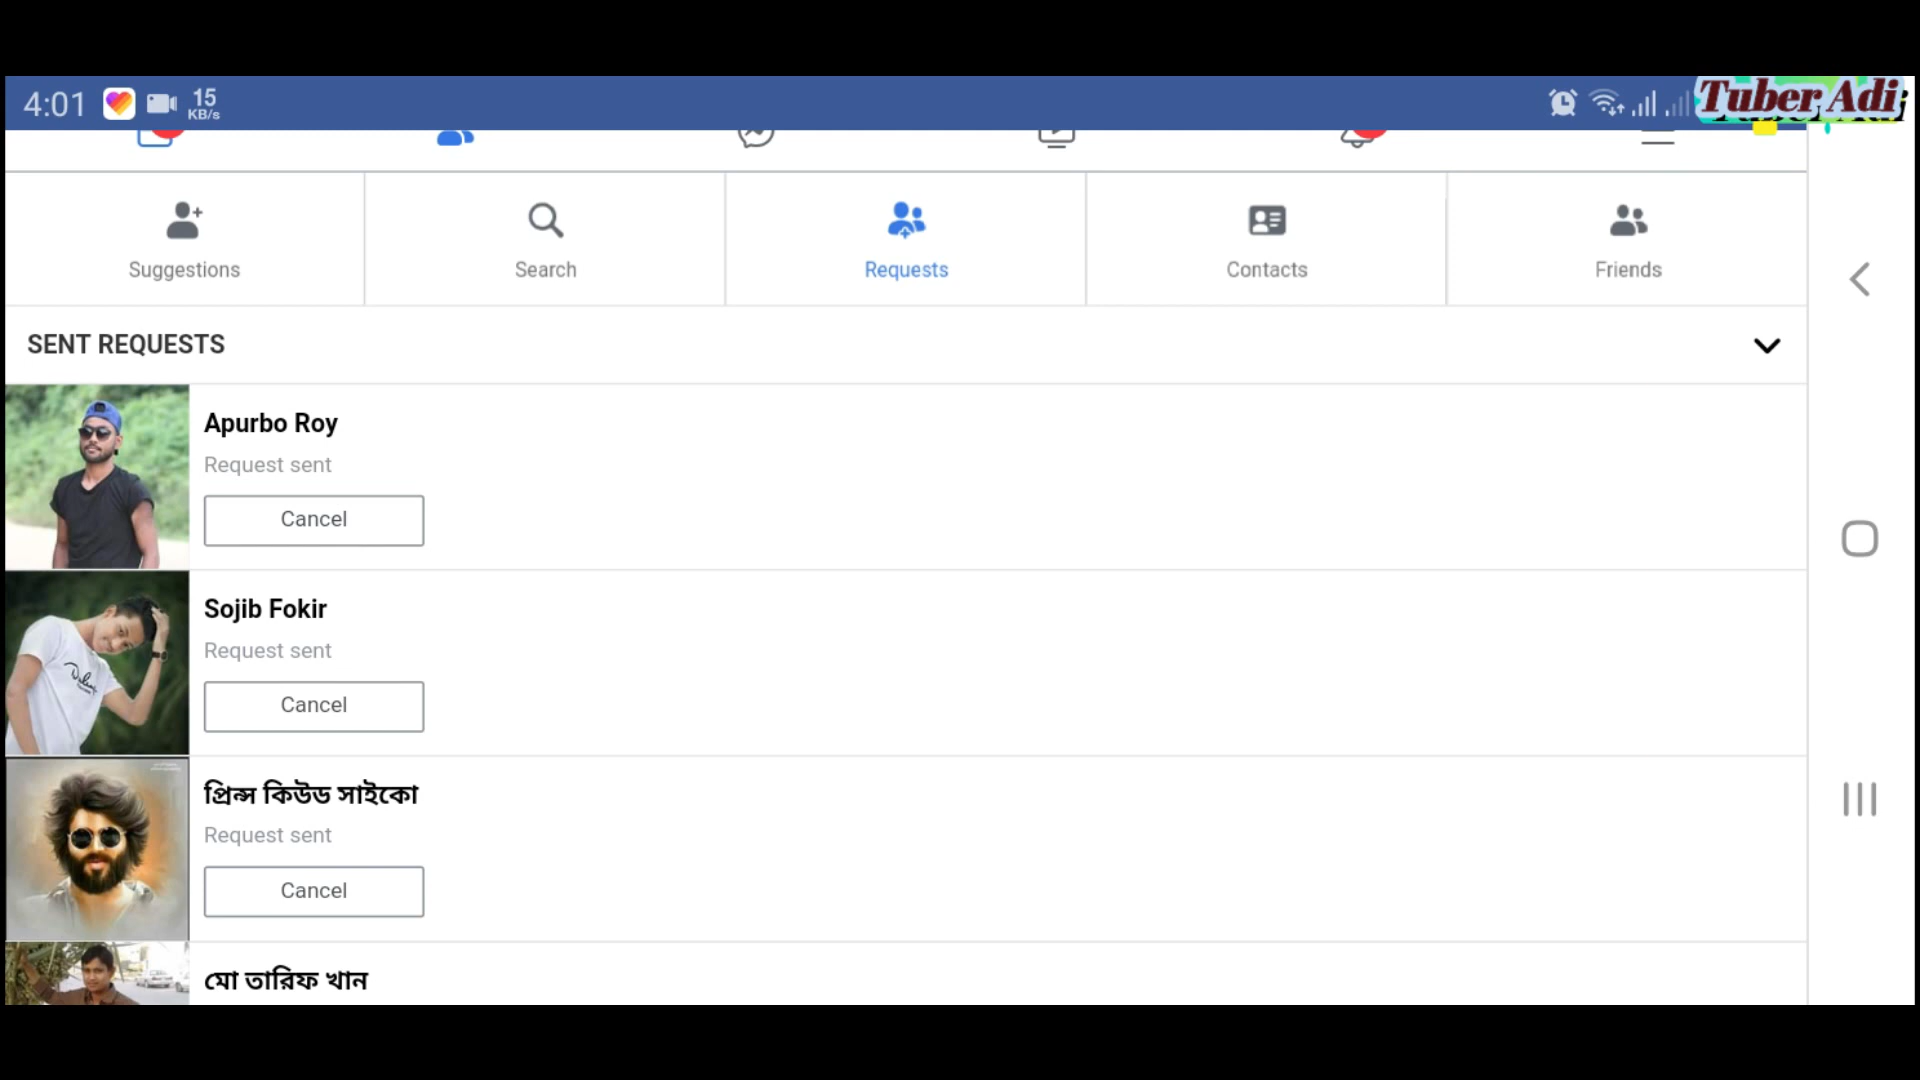 4:01
15
KB/s
Tuber Adi
Suggestions
Search
Requests
Contacts
Friends
SENT REQUESTS
Apurbo Roy
Request sent
Cancel
Sojib Fokir
Request sent
Cancel
প্রিন্স কিউড সাইকো
Request sent
Cancel
মো তারিফ খান